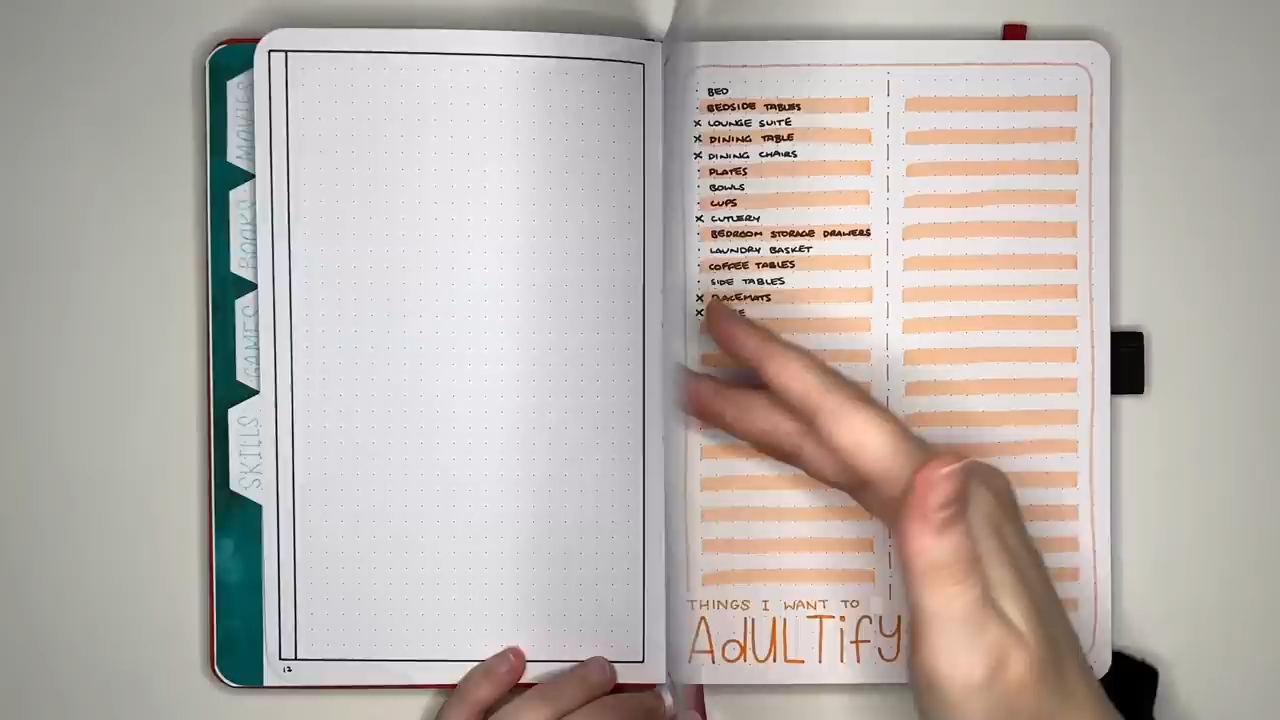 MOVIES
BOOKS
GAMES
SKILLS
12
BED
BEDSIDE TABLES
X LOUNGE SUITE
X DINING TABLE
X DINING CHAIRS
PLATES
BOWLS
CUPS
X CUTLERY
BEDROOM STORAGE DRAWERS
LAUNDRY BASKET
COFFEE TABLES
SIDE TABLES
X PLACEMATS
X
THINGS I WANT TO
AdULTify